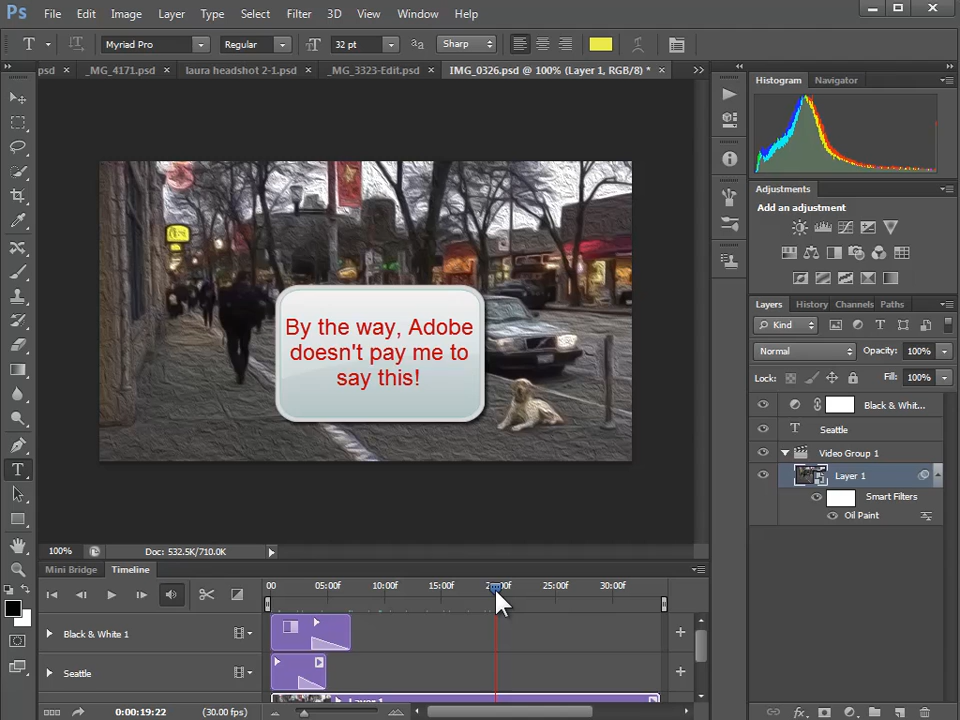 Ps File Edit Image Layer Type Select Filter 3D View Window Help
T Myriad Pro Regular 32 pt Sharp
psd _MG_4171.psd laura headshot 2-1.psd _MG_3323-Edit.psd IMG_0326.psd @ 100% (Layer 1, RGB/8) *
Histogram Navigator
Adjustments
Add an adjustment
Layers History Channels Paths
Kind
Normal Opacity: 100%
Lock: Fill: 100%
Black & Whit...
Seattle
Video Group 1
Layer 1
Smart Filters
Oil Paint
By the way, Adobe
doesn't pay me to
say this!
100% Doc: 532.5K/710.0K
Mini Bridge Timeline
00 05:00f 10:00f 15:00f 20:00f 25:00f 30:00f
Black & White 1
Seattle
Layer 1
0:00:19:22 (30.00 fps)